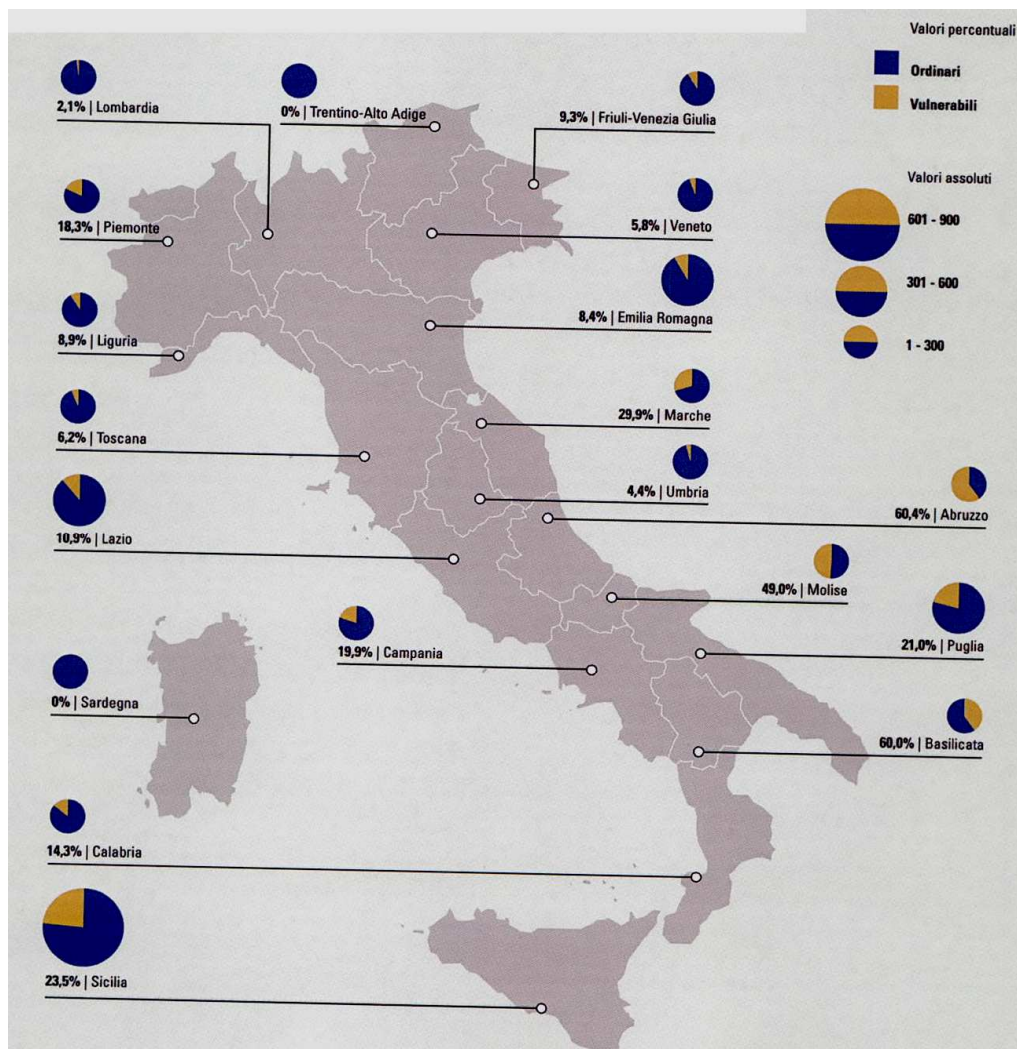 Valori percentuali
Ordinari
Vulnerabili
Valori assoluti
601 - 900
301 - 600
1 - 300
2,1% | Lombardia
0% | Trentino-Alto Adige
9,3% | Friuli-Venezia Giulia
18,3% | Piemonte
5,8% | Veneto
8,4% | Emilia Romagna
8,9% | Liguria
29,9% | Marche
6,2% | Toscana
4,4% | Umbria
60,4% | Abruzzo
10,9% | Lazio
49,0% | Molise
19,9% | Campania
21,0% | Puglia
0% | Sardegna
60,0% | Basilicata
14,3% | Calabria
23,5% | Sicilia